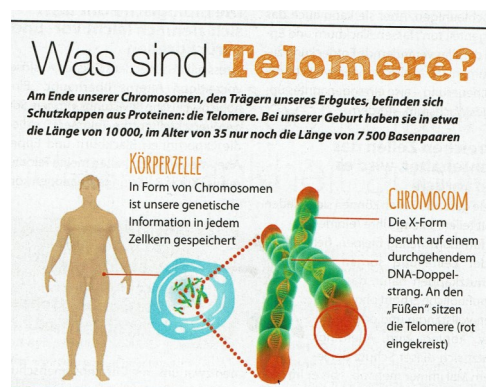 Was sind Telomere?
Am Ende unserer Chromosomen, den Trägern unseres Erbgutes, befinden sich
Schutzkappen aus Proteinen: die Telomere. Bei unserer Geburt haben sie in etwa
die Länge von 10 000, im Alter von 35 nur noch die Länge von 7 500 Basenpaaren
KÖRPERZELLE
In Form von Chromosomen
ist unsere genetische
Information in jedem
Zellkern gespeichert
CHROMOSOM
Die X-Form
beruht auf einem
durchgehendem
DNA-Doppel-
strang. An den
„Füßen“ sitzen
die Telomere (rot
eingekreist)